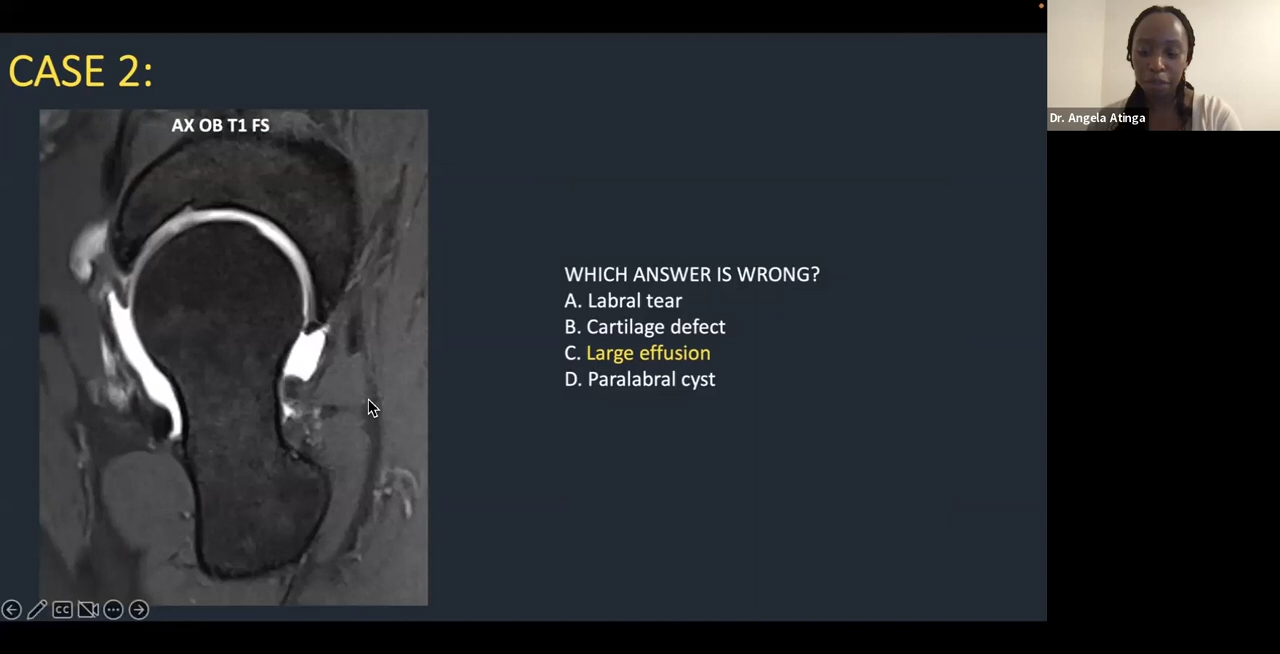 CASE 2:
AX OB T1 FS
WHICH ANSWER IS WRONG?
A. Labral tear
B. Cartilage defect
C. Large effusion
D. Paralabral cyst
Dr. Angela Atinga
CC